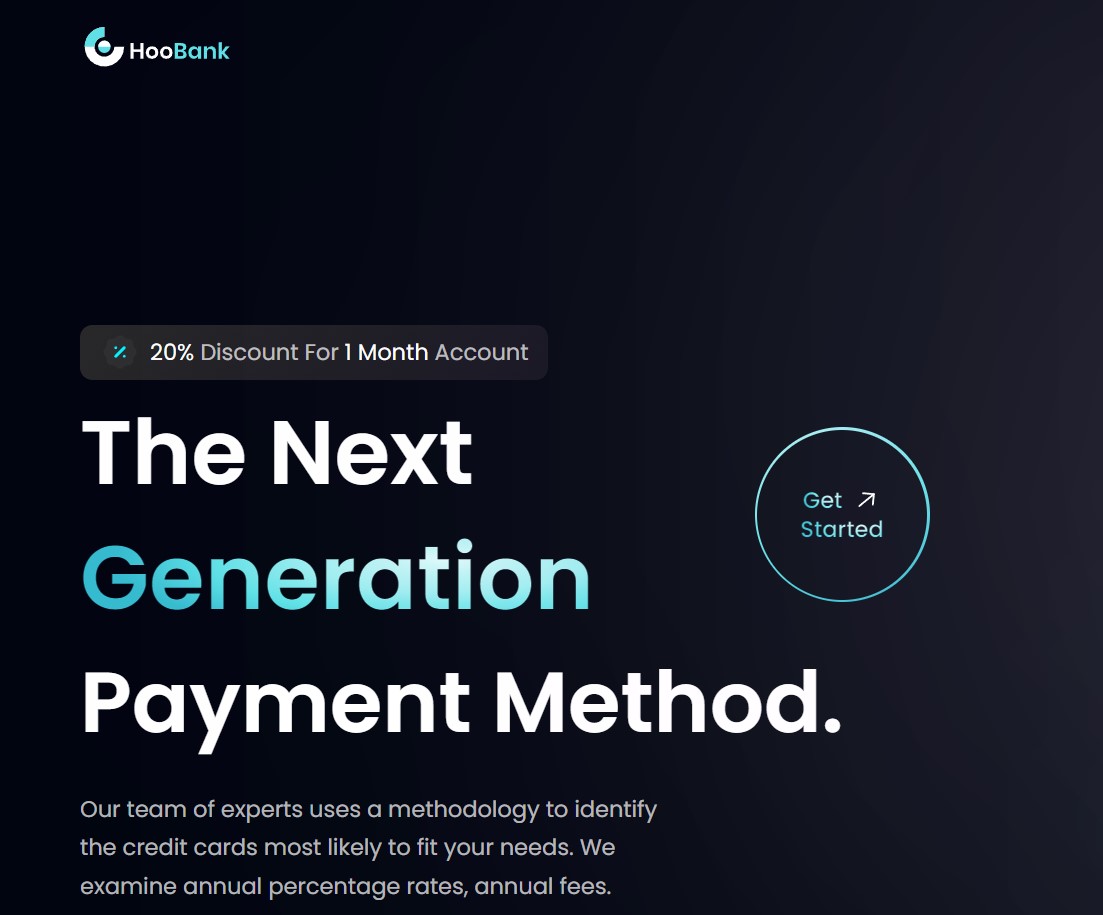 HooBank
20% Discount For 1 Month Account
The Next
Generation
Payment Method.
Get
Started
Our team of experts uses a methodology to identify
the credit cards most likely to fit your needs. We
examine annual percentage rates, annual fees.